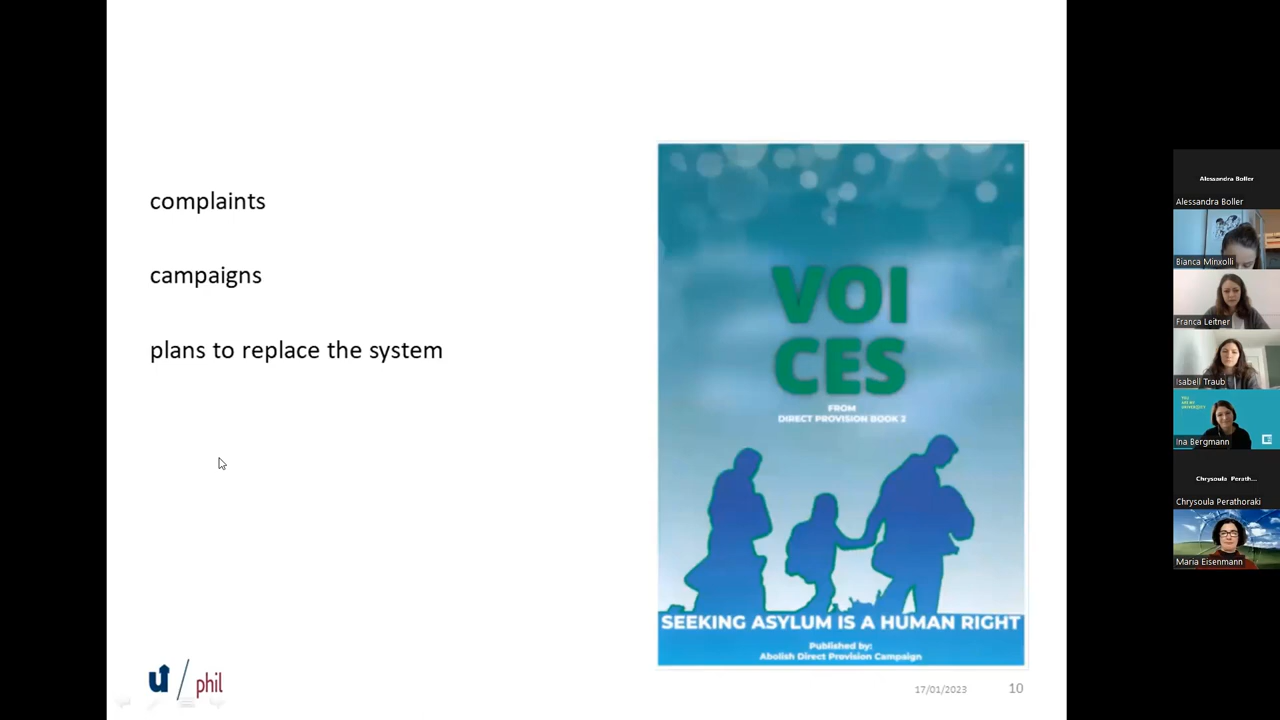 complaints
campaigns
plans to replace the system
VOI
CES
FROM
DIRECT PROVISION BOOK 2
SEEKING ASYLUM IS A HUMAN RIGHT
Published by:
Abolish Direct Provision Campaign
u/phil
17/01/2023
10
Alessandra Boller
Alessandra Boller
Bianca Minxolli
Franca Leitner
Isabell Traub
Ina Bergmann
Chrysoula Perath...
Chrysoula Perathoraki
Maria Eisenmann